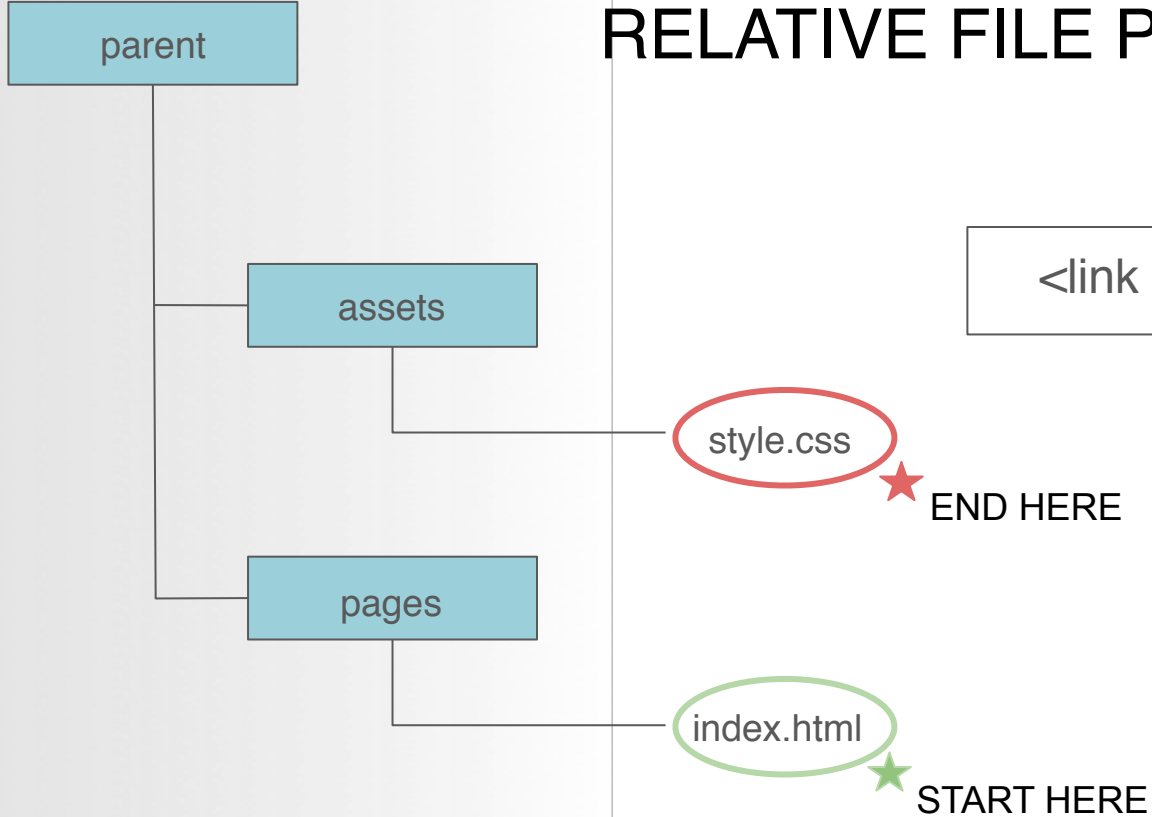 RELATIVE FILE P
parent
<link
assets
style.css
END HERE
pages
index.html
START HERE